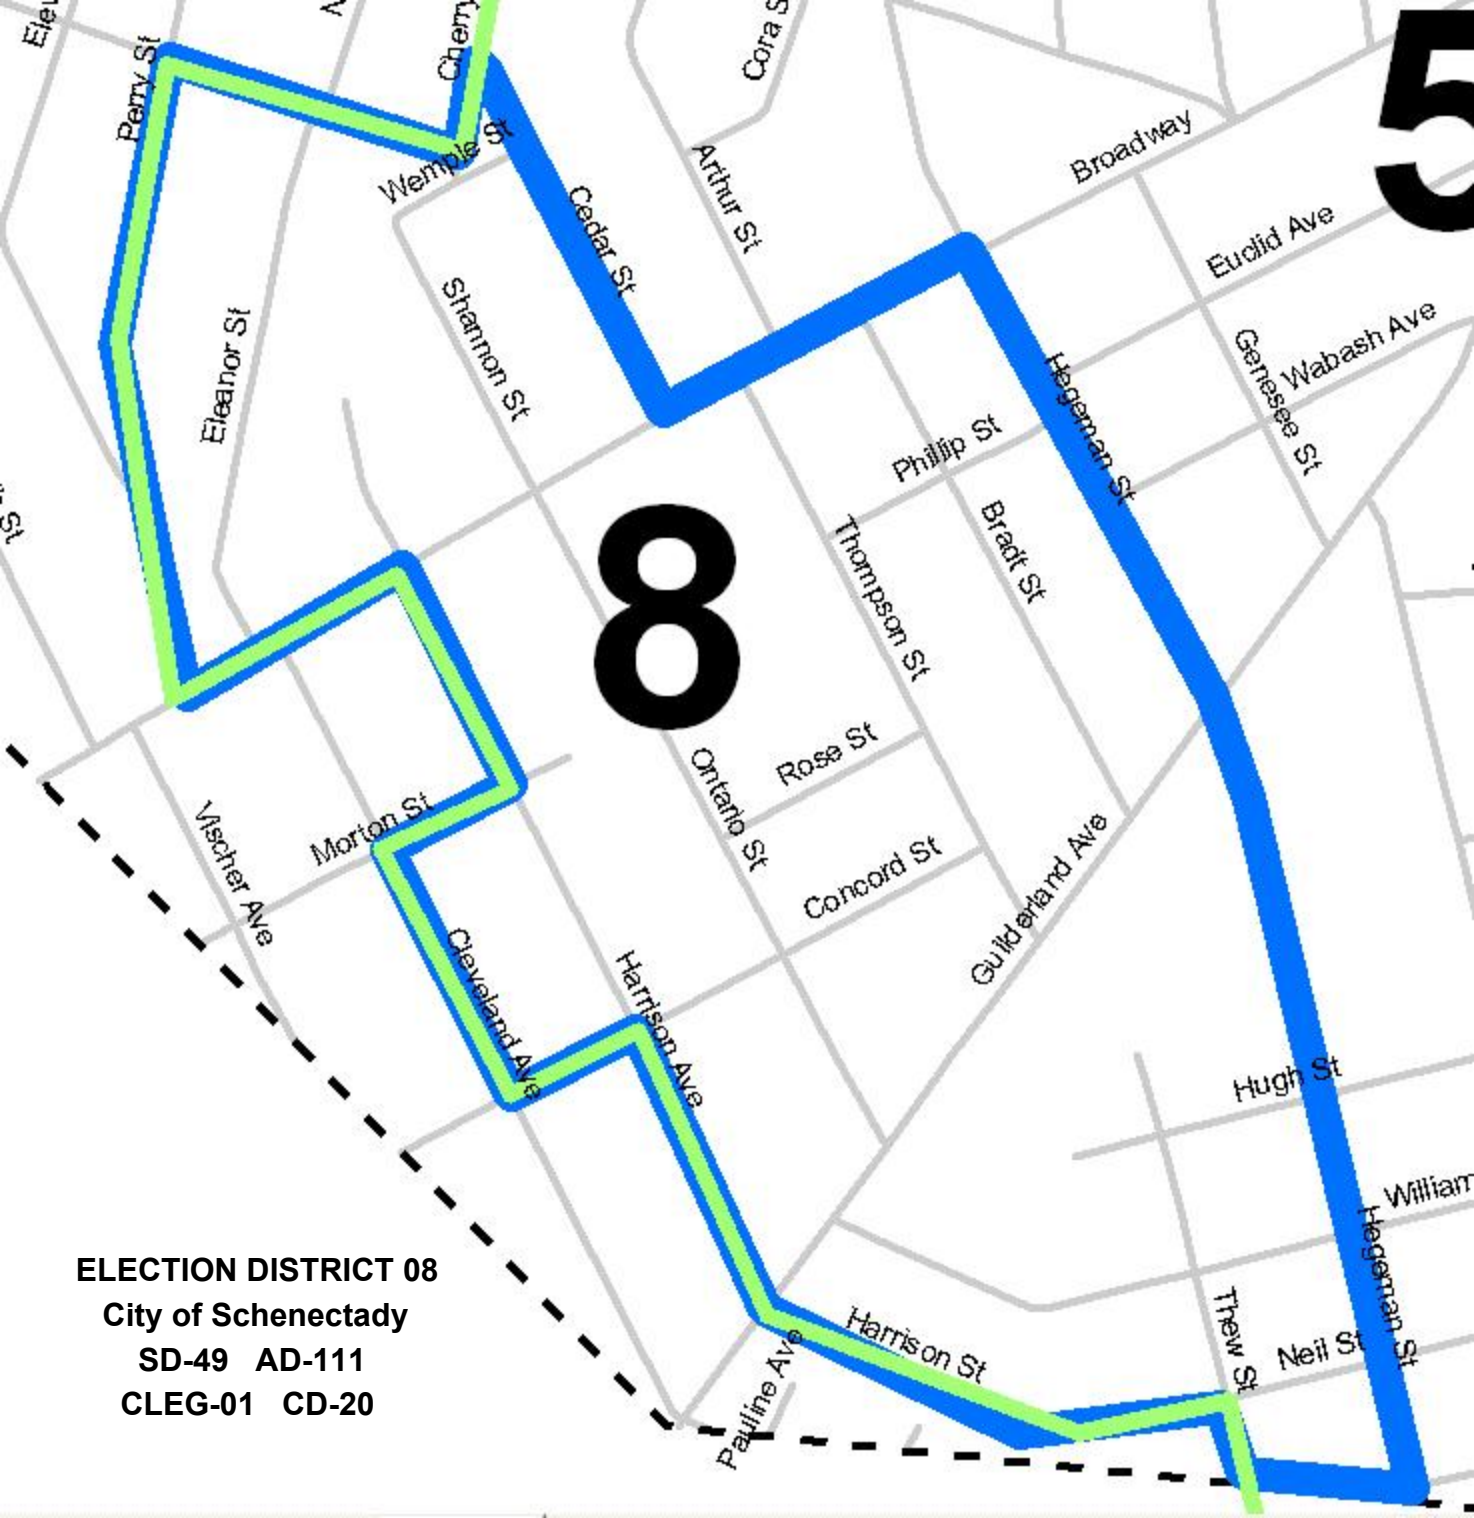 Perry St
Cherry
Cora S
5
Wemple St
Broadway
Arthur St
Cedar St
Euclid Ave
Eleanor St
Shannon St
Hegeman St
Genesee St
Wabash Ave
Phillip St
8
Bradt St
Thompson St
Rose St
Ontario St
Vischer Ave
Morton St
Concord St
Guilderland Ave
Cleveland Ave
Harrison Ave
Hugh St
William
Hegeman St
ELECTION DISTRICT 08
City of Schenectady
SD-49 AD-111
CLEG-01 CD-20
Harrison St
Thew St
Neil St
Pauline Ave